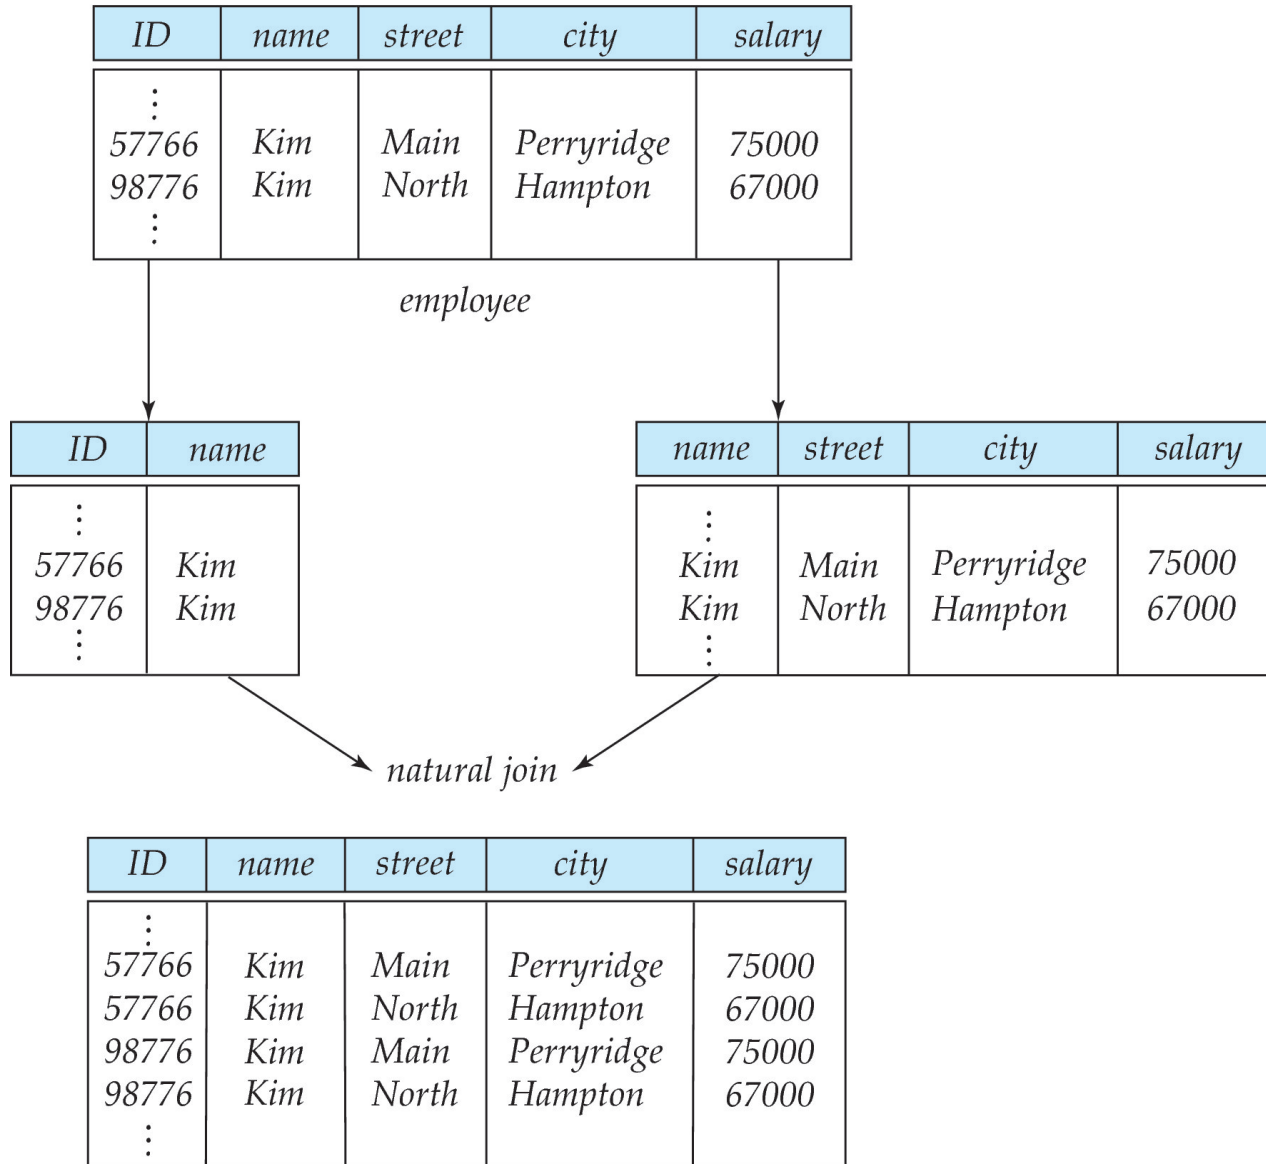 ID name street city salary
⋮
57766 Kim Main Perryridge 75000
98776 Kim North Hampton 67000
⋮
employee
ID name
⋮
57766 Kim
98776 Kim
⋮
name street city salary
⋮
Kim Main Perryridge 75000
Kim North Hampton 67000
⋮
natural join
ID name street city salary
⋮
57766 Kim Main Perryridge 75000
57766 Kim North Hampton 67000
98776 Kim Main Perryridge 75000
98776 Kim North Hampton 67000
⋮